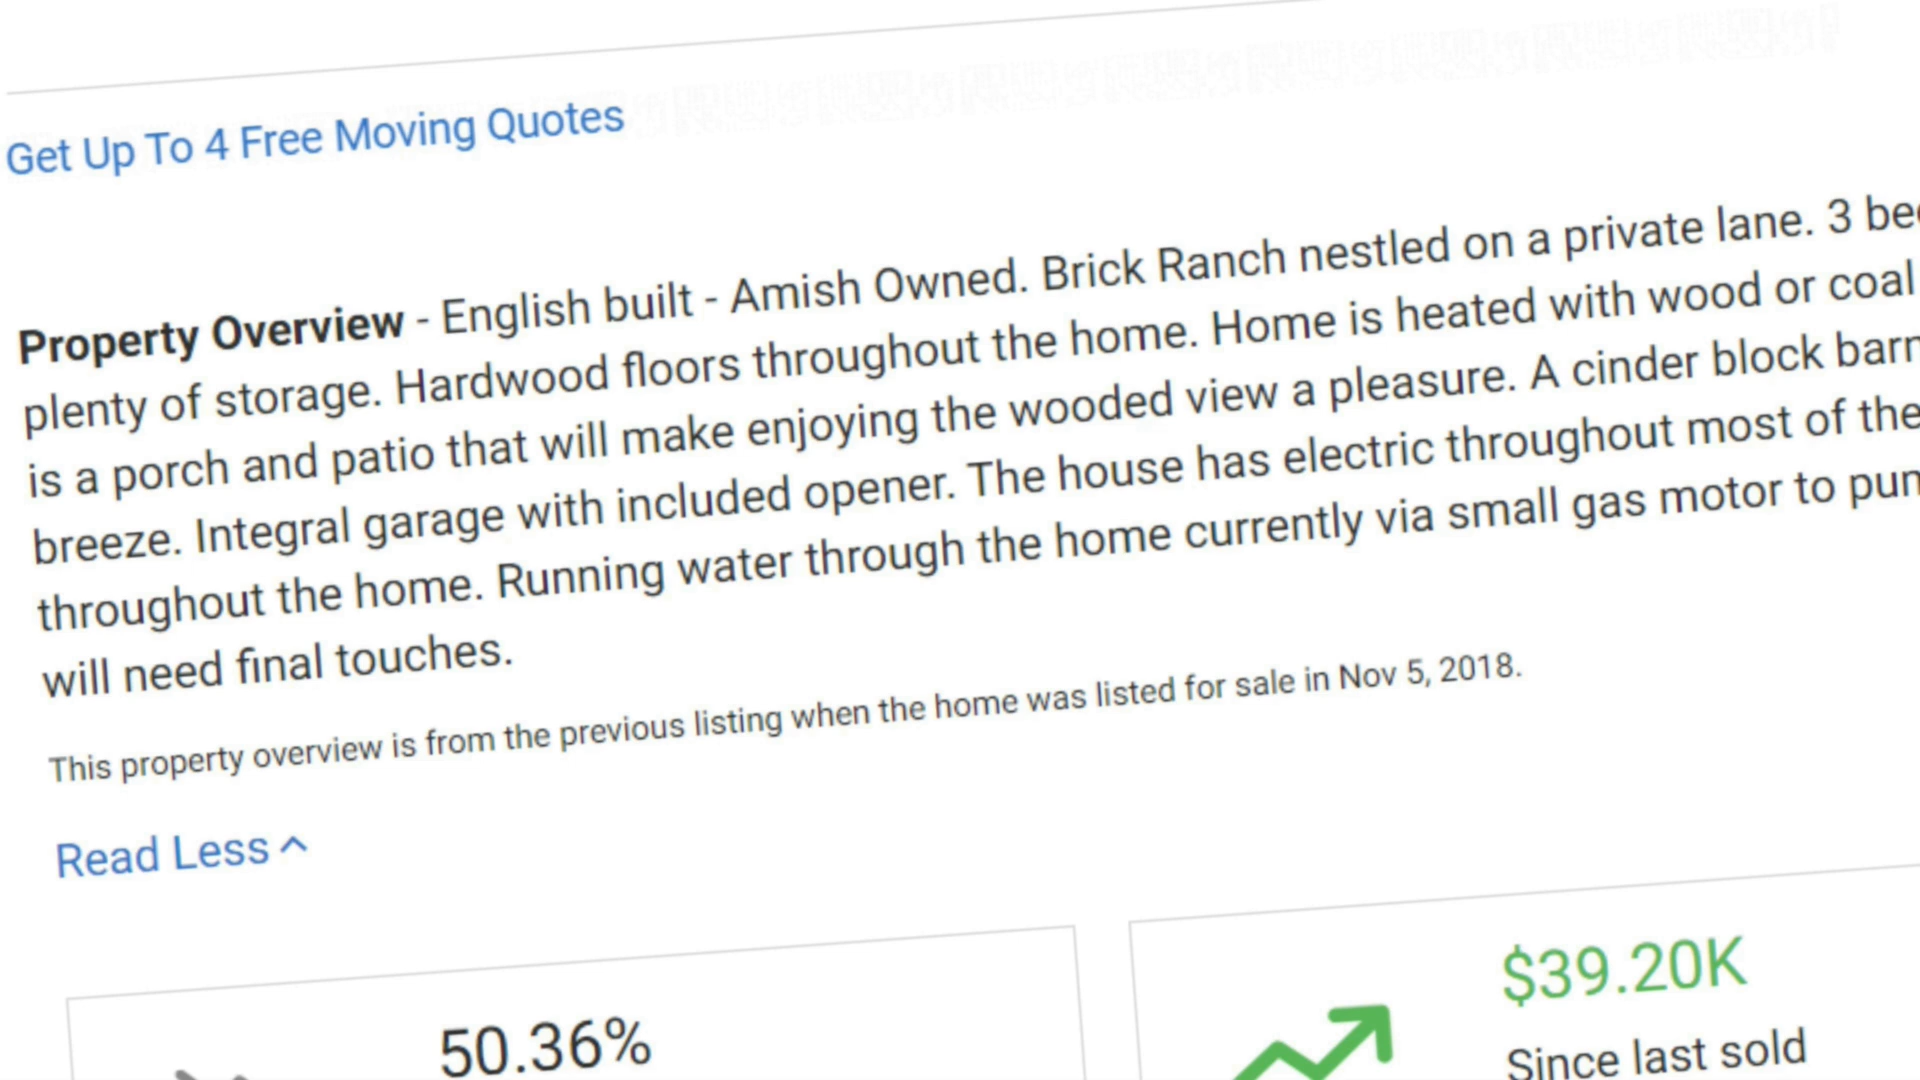 Get Up To 4 Free Moving Quotes
Property Overview - English built - Amish Owned. Brick Ranch nestled on a private lane. 3
plenty of storage. Hardwood floors throughout the home. Home is heated with wood or coal
is a porch and patio that will make enjoying the wooded view a pleasure. A cinder block barn
breeze. Integral garage with included opener. The house has electric throughout most of the
throughout the home. Running water through the home currently via small gas motor to
will need final touches.
This property overview is from the previous listing when the home was listed for sale in Nov 5, 2018.
Read Less
50.36%
$39.20K
Since last sold